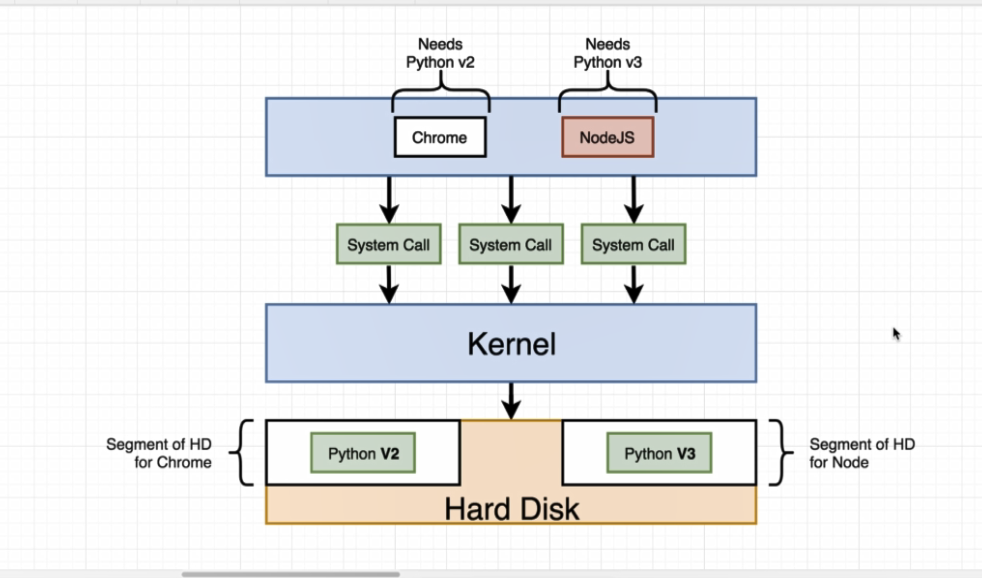 Needs
Python v2
Needs
Python v3
Chrome
NodeJS
System Call
System Call
System Call
Kernel
Segment of HD
for Chrome
Python V2
Python V3
Segment of HD
for Node
Hard Disk